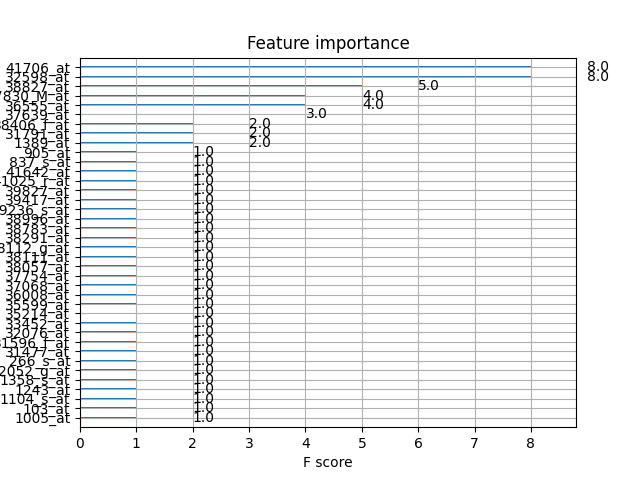 Feature importance
41706_at 8.0
32598_at 8.0
38827_at 5.0
7830_M_at 4.0
36555_at 4.0
37639_at 3.0
38406_f_at 2.0
31791_at 2.0
1389_at 2.0
905_at 1.0
837_s_at 1.0
41642_at 1.0
41025_r_at 1.0
39827_at 1.0
39417_at 1.0
9236_s_at 1.0
38996_at 1.0
38783_at 1.0
38291_at 1.0
8112_g_at 1.0
38111_at 1.0
38057_at 1.0
37754_at 1.0
37068_at 1.0
36008_at 1.0
35599_at 1.0
35214_at 1.0
33452_at 1.0
32076_at 1.0
31596_f_at 1.0
31477_at 1.0
266_s_at 1.0
2052_g_at 1.0
1358_s_at 1.0
1243_at 1.0
1104_s_at 1.0
103_at 1.0
1005_at 1.0
0 1 2 3 4 5 6 7 8
F score